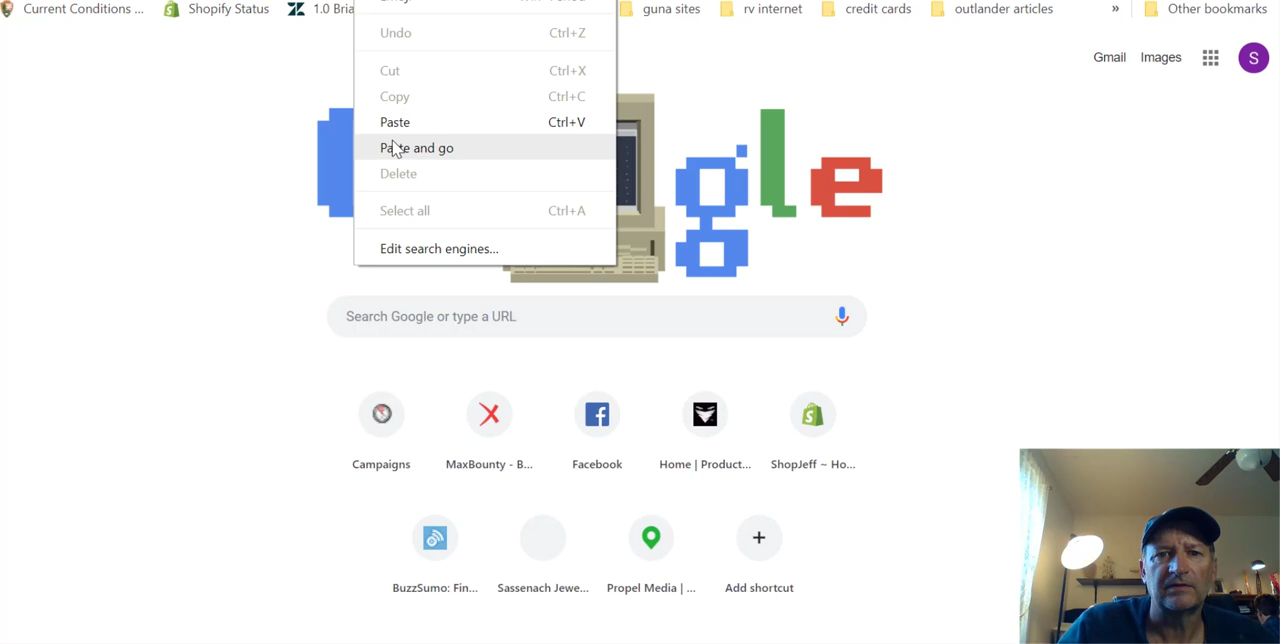 Current Conditions ...
Shopify Status
1.0 Bria
guna sites
rv internet
credit cards
outlander articles
»
Other bookmarks
Undo Ctrl+Z
Cut Ctrl+X
Copy Ctrl+C
Paste Ctrl+V
Paste and go
Delete
Select all Ctrl+A
Edit search engines...
Gmail
Images
S
gle
Search Google or type a URL
Campaigns
MaxBounty - B...
Facebook
Home | Product...
ShopJeff ~ Ho...
BuzzSumo: Fin...
Sassenach Jewe...
Propel Media | ...
Add shortcut